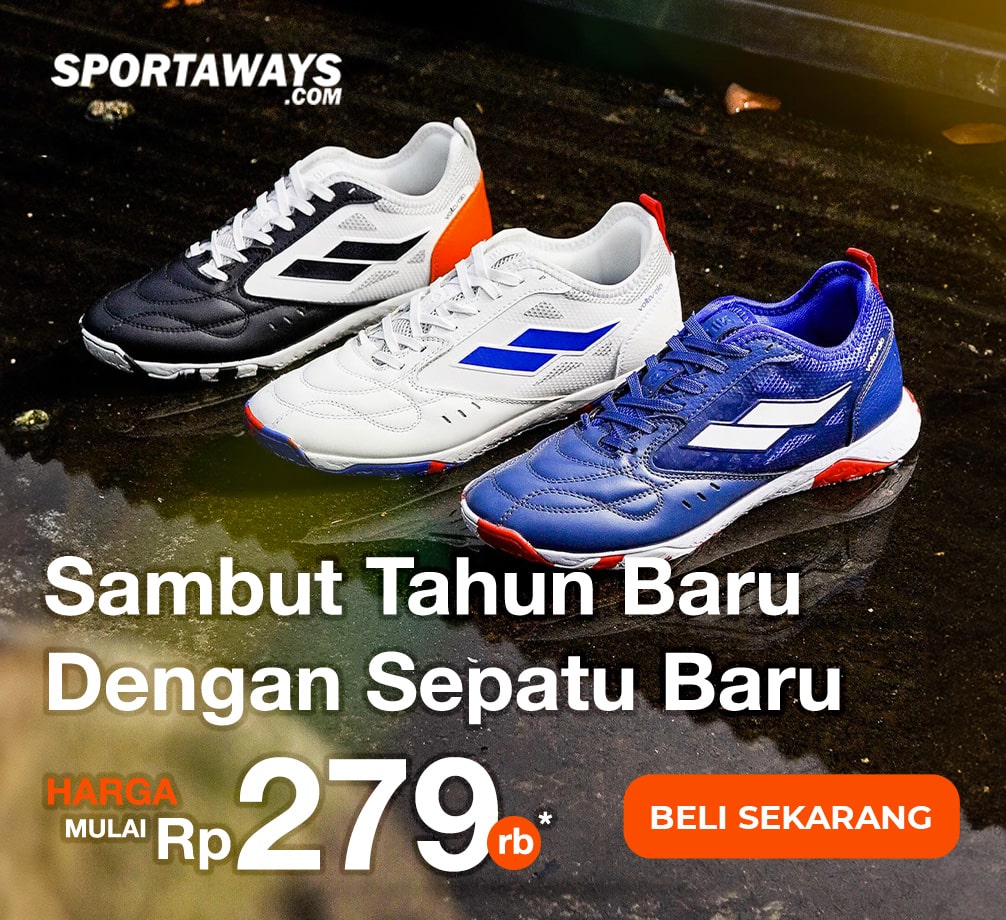 SPORTAWAYS
.COM
Sambut Tahun Baru
Dengan Sepatu Baru
HARGA
MULAI Rp 279 rb*
BELI SEKARANG